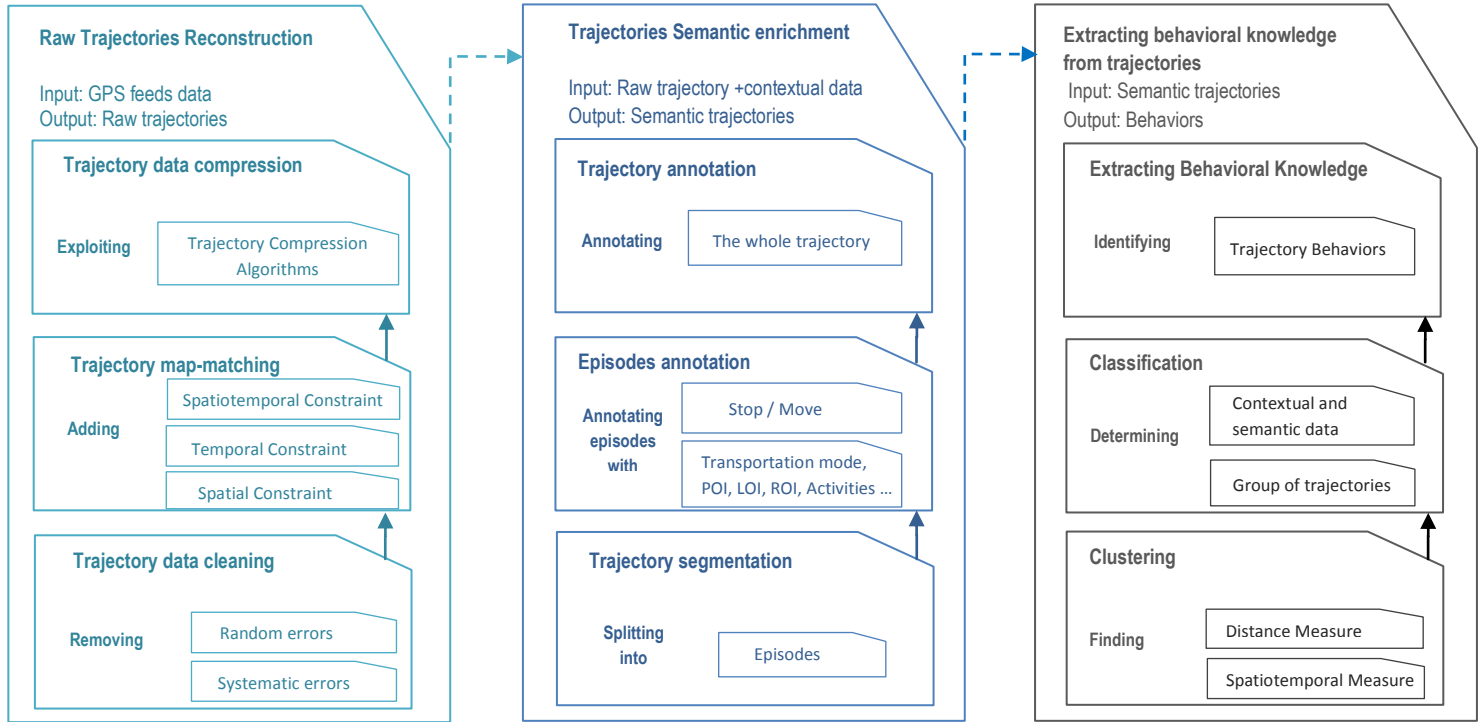 Raw Trajectories Reconstruction
Input: GPS feeds data
Output: Raw trajectories
Trajectory data compression
Exploiting
Trajectory Compression
Algorithms
Trajectory map-matching
Adding
Spatiotemporal Constraint
Temporal Constraint
Spatial Constraint
Trajectory data cleaning
Removing
Random errors
Systematic errors
Trajectories Semantic enrichment
Input: Raw trajectory +contextual data
Output: Semantic trajectories
Trajectory annotation
Annotating
The whole trajectory
Episodes annotation
Annotating
episodes
with
Stop / Move
Transportation mode,
POI, LOI, ROI, Activities ...
Trajectory segmentation
Splitting
into
Episodes
Extracting behavioral knowledge
from trajectories
Input: Semantic trajectories
Output: Behaviors
Extracting Behavioral Knowledge
Identifying
Trajectory Behaviors
Classification
Determining
Contextual and
semantic data
Group of trajectories
Clustering
Finding
Distance Measure
Spatiotemporal Measure